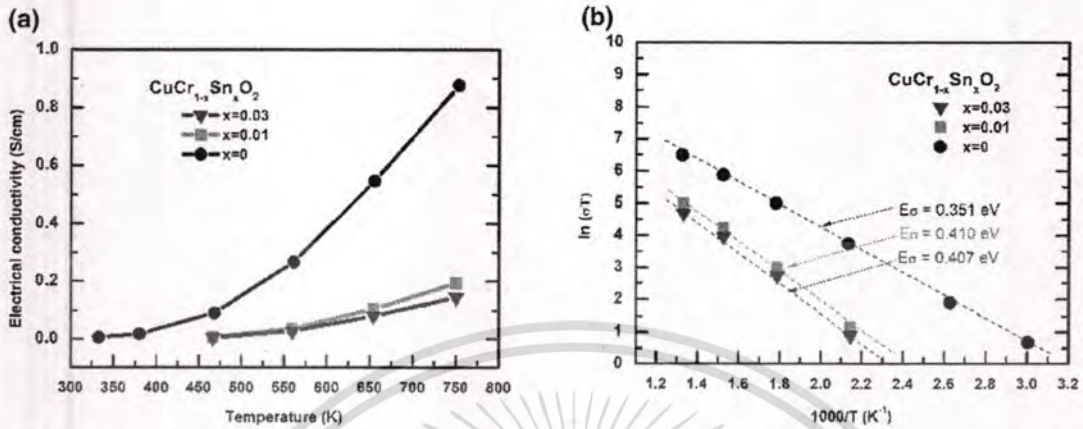 (a)
1.0
0.8
0.6
0.4
0.2
0.0
Electrical conductivity (S/cm)
CuCr1-xSnxO2
x=0.03
x=0.01
x=0
300 350 400 450 500 550 600 650 700 750 800
Temperature (K)
(b)
10
9
8
7
6
5
4
3
2
1
0
ln (σT)
CuCr1-xSnxO2
x=0.03
x=0.01
x=0
Eσ = 0.351 eV
Eσ = 0.410 eV
Eσ = 0.407 eV
1.2 1.4 1.6 1.8 2.0 2.2 2.4 2.6 2.8 3.0 3.2
1000/T (K-1)